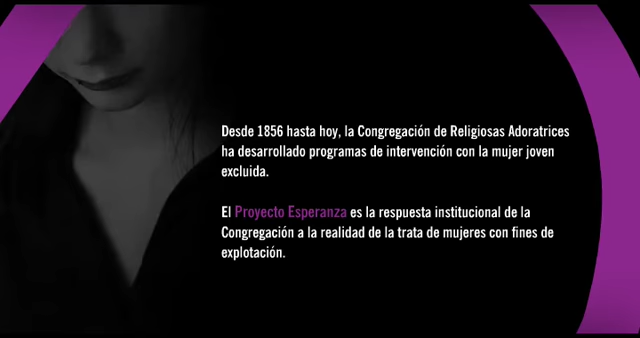 Desde 1856 hasta hoy, la Congregación de Religiosas Adoratrices
ha desarrollado programas de intervención con la mujer joven
excluida.
El Proyecto Esperanza es la respuesta institucional de la
Congregación a la realidad de la trata de mujeres con fines de
explotación.